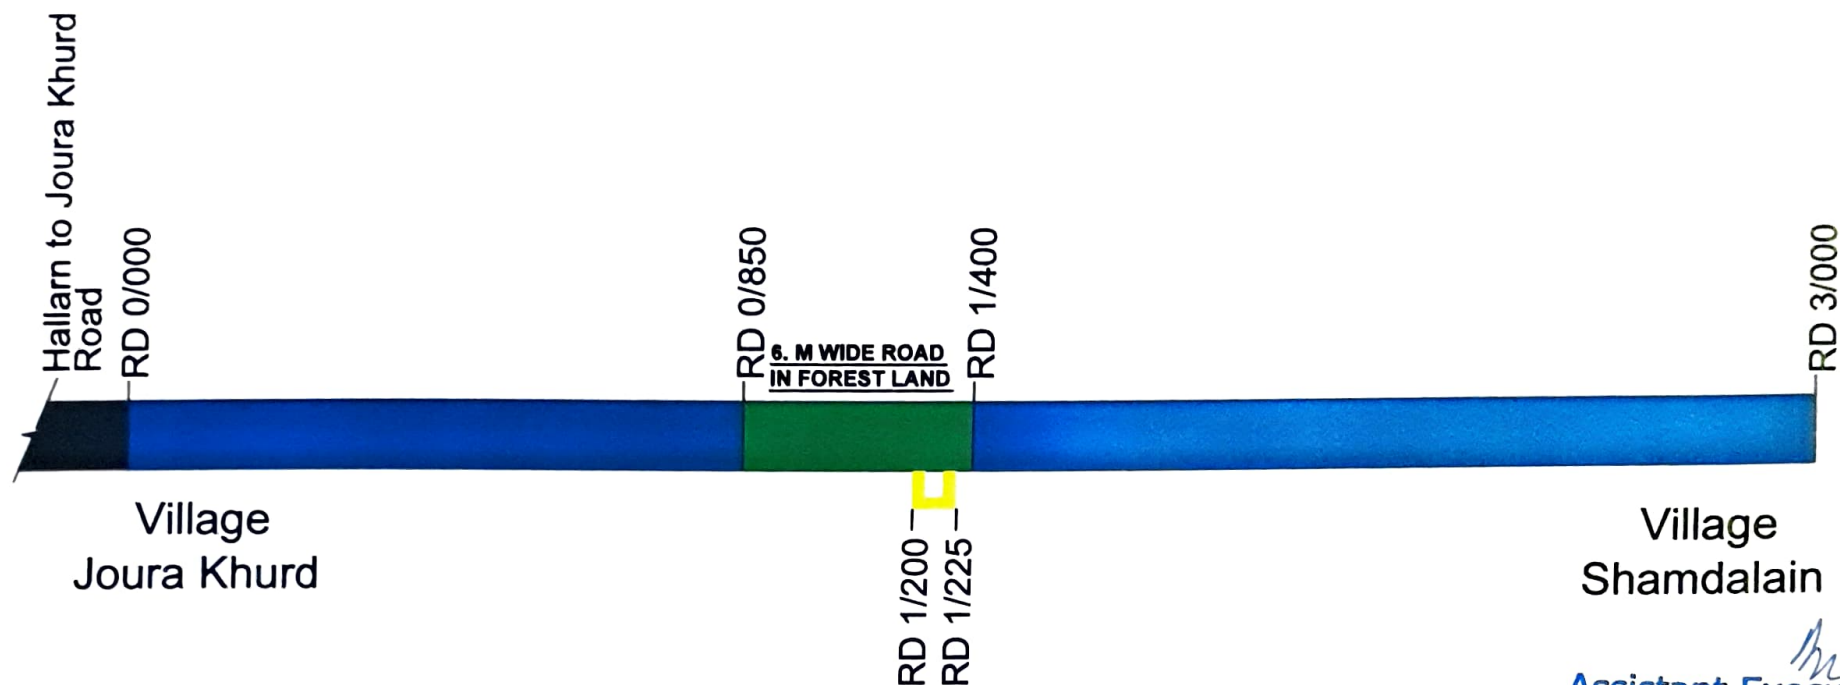 Hallarn to Joura Khurd
Road
RD 0/000
RD 0/850
6. M WIDE ROAD
IN FOREST LAND
RD 1/400
RD 3/000
Village
Joura Khurd
RD 1/200
RD 1/225
Village
Shamdalain
Assistant